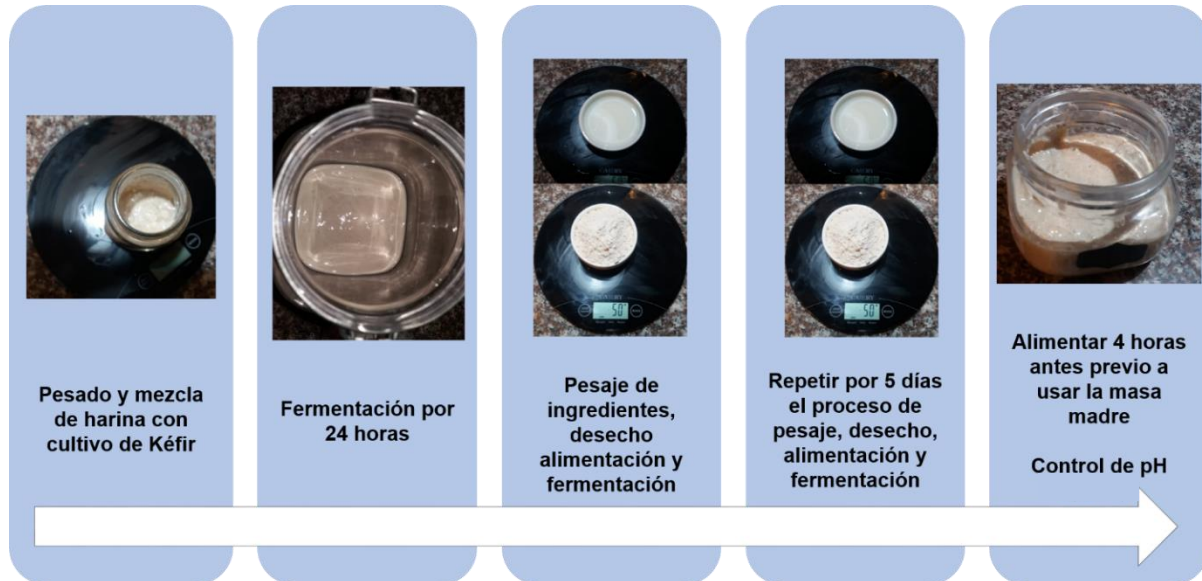 Pesado y mezcla
de harina con
cultivo de Kéfir
Fermentación por
24 horas
50
Pesaje de
ingredientes,
desecho
alimentación y
fermentación
50
Repetir por 5 días
el proceso de
pesaje, desecho,
alimentación y
fermentación
Alimentar 4 horas
antes previo a
usar la masa
madre
Control de pH